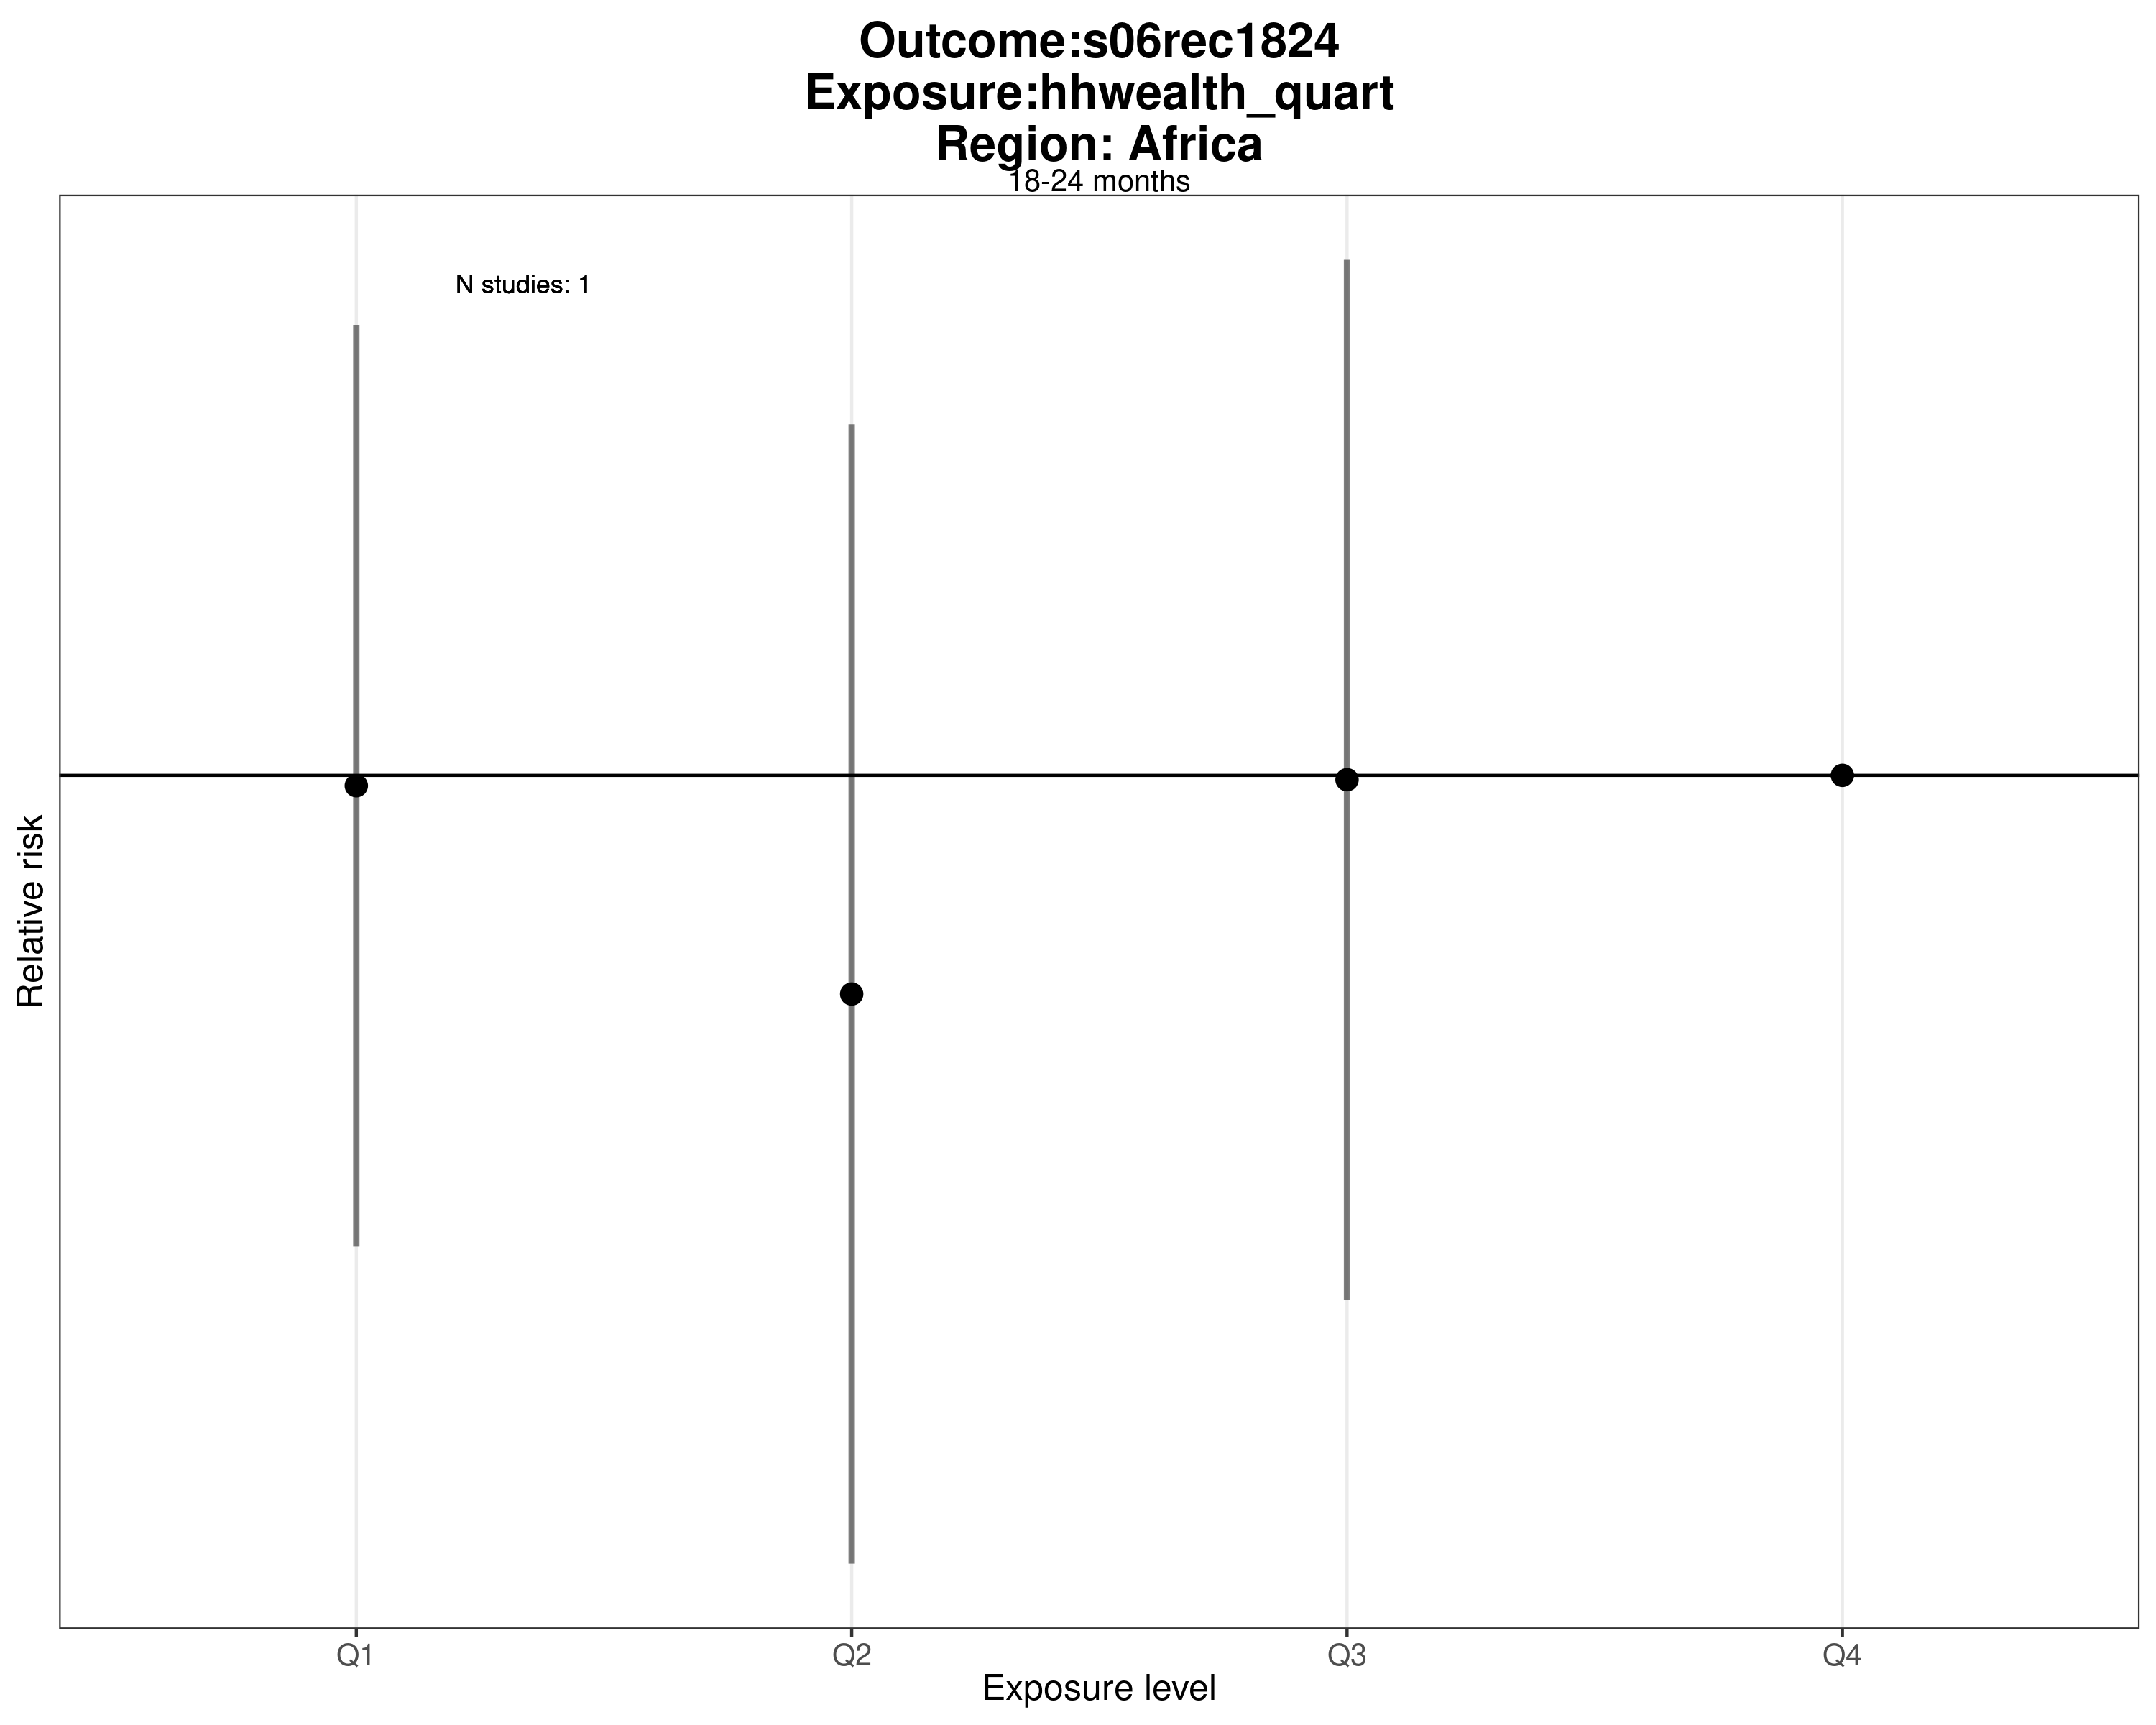 Outcome:s06rec1824
Exposure:hhwealth_quart
Region: Africa
18-24 months
N studies: 1
Relative risk
Q1 Q2 Q3 Q4
Exposure level